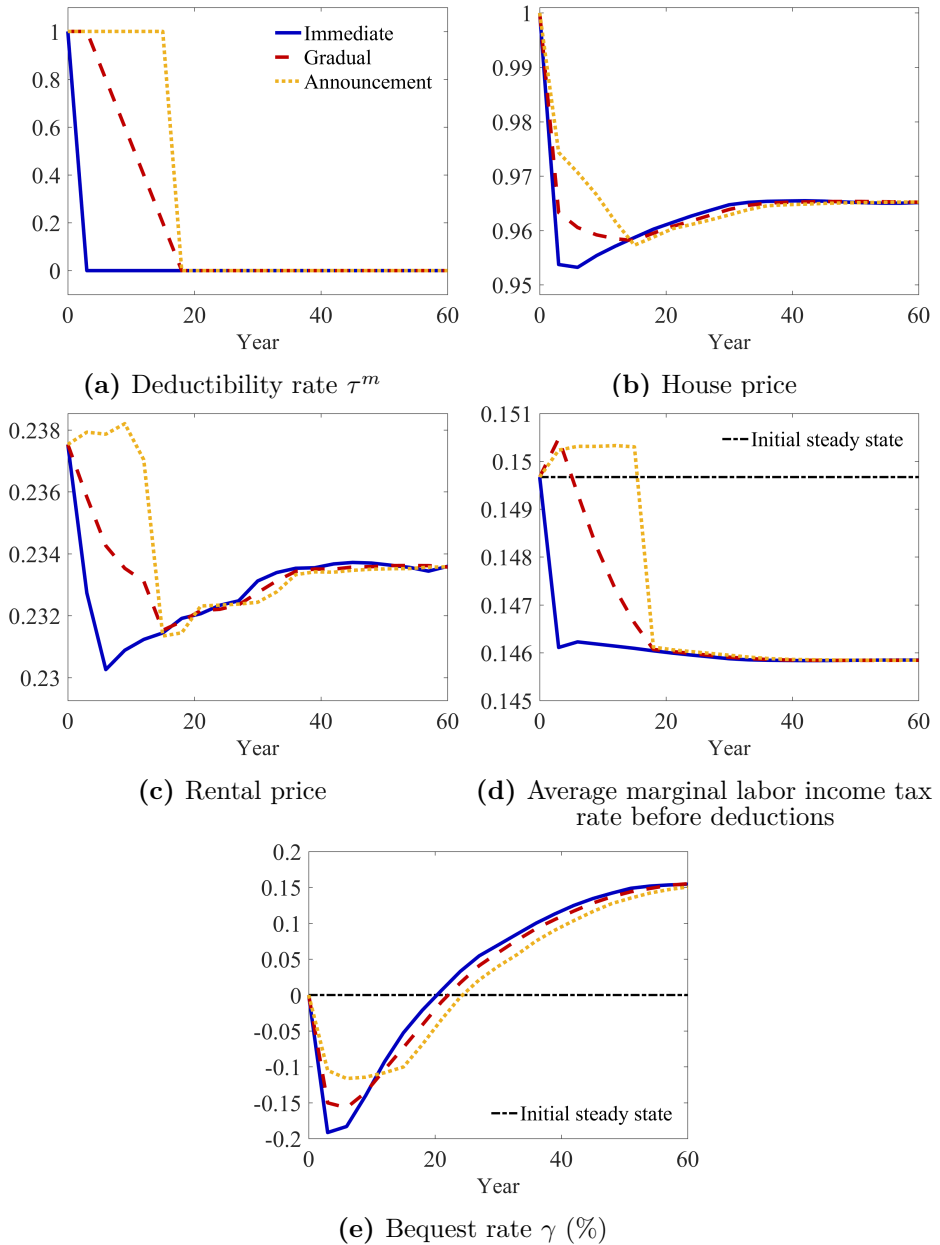 1
0.8
0.6
0.4
0.2
0
0 20 40 60
Year
Immediate
Gradual
Announcement
(a) Deductibility rate τ^m
1
0.99
0.98
0.97
0.96
0.95
0 20 40 60
Year
(b) House price
0.238
0.236
0.234
0.232
0.23
0 20 40 60
Year
(c) Rental price
0.151
0.15
0.149
0.148
0.147
0.146
0.145
0 20 40 60
Year
Initial steady state
(d) Average marginal labor income tax
rate before deductions
0.2
0.15
0.1
0.05
0
-0.05
-0.1
-0.15
-0.2
0 20 40 60
Year
Initial steady state
(e) Bequest rate γ (%)